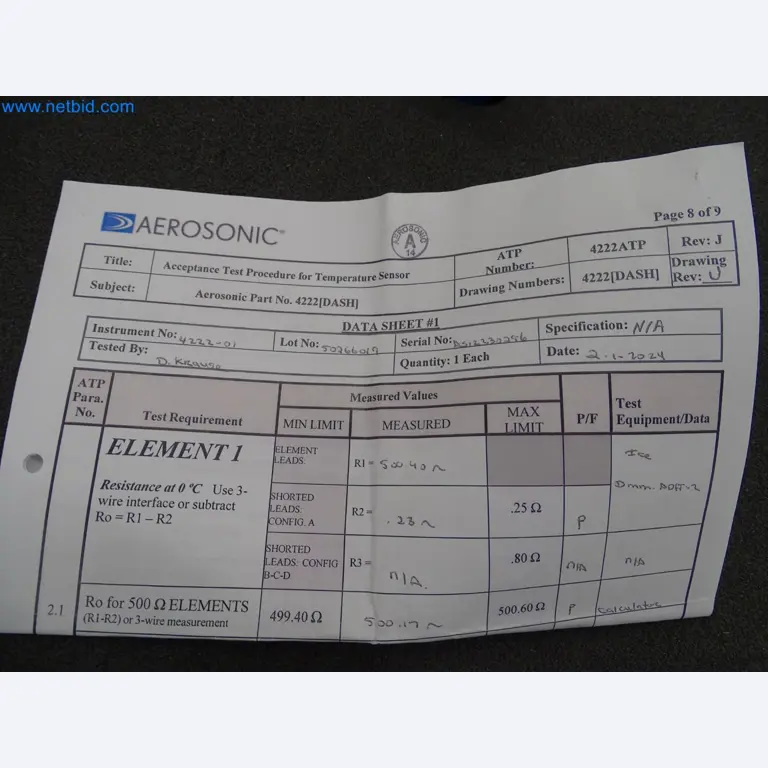 www.netbid.com
Page 8 of 9
AEROSONIC®
AEROSONIC
A
14
Title: Acceptance Test Procedure for Temperature Sensor ATP Number: 4222ATP Rev: J
Subject: Aerosonic Part No. 4222[DASH] Drawing Numbers: 4222[DASH] Drawing Rev: U
DATA SHEET #1
Instrument No: 4222-01 Lot No: 50266017 Serial No: Specification: N/A
Tested By: D. Krause Quantity: 1 Each Date: 2-1-2024
ATP Para. No. Test Requirement Measured Values P/F Test Equipment/Data
MIN LIMIT MEASURED MAX LIMIT
ELEMENT 1
ELEMENT LEADS: R1 = 500.40 Ω Ice
Resistance at 0 °C Use 3-
wire interface or subtract
Ro = R1 – R2
SHORTED LEADS: CONFIG. A R2 = .23 Ω .25 Ω P Dmm
SHORTED LEADS: CONFIG B-C-D R3 = N/A .80 Ω N/A N/A
2.1 Ro for 500 Ω ELEMENTS 499.40 Ω 500.17 Ω 500.60 Ω P Calculator
(R1-R2) or 3-wire measurement